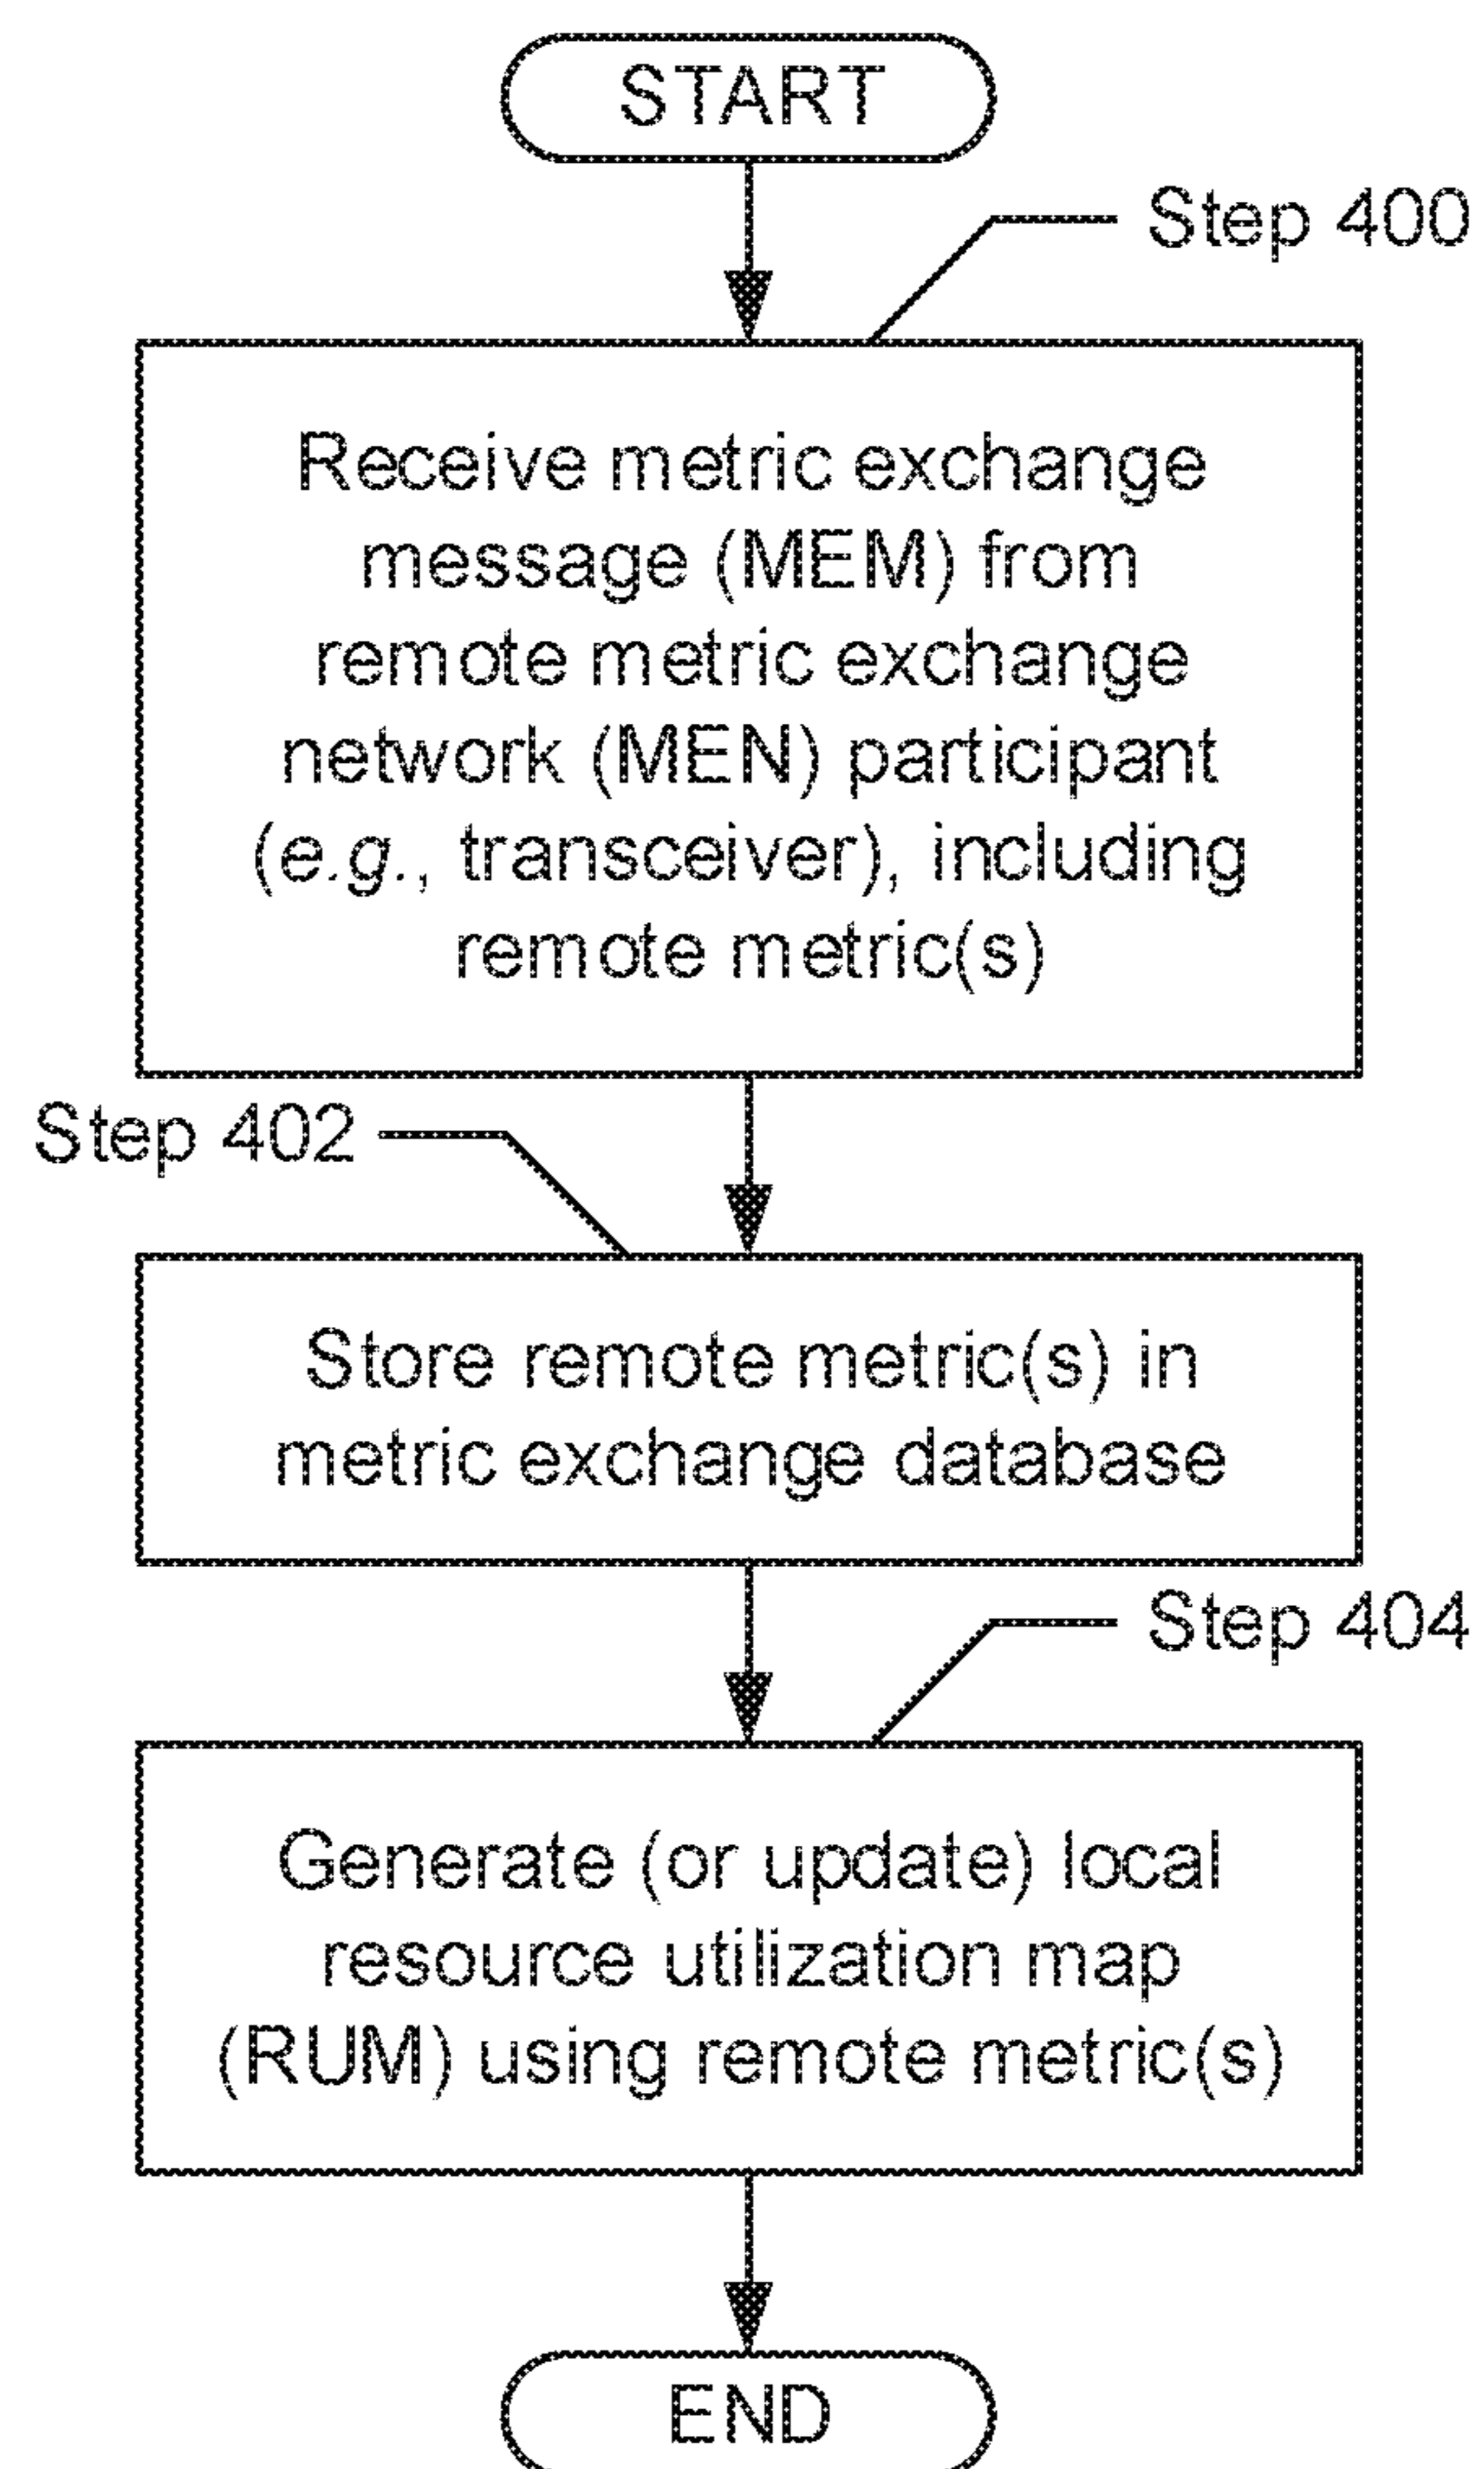 START
Step 400
Receive metric exchange
message (MEM) from
remote metric exchange
network (MEN) participant
(e.g., transceiver), including
remote metric(s)
Step 402
Store remote metric(s) in
metric exchange database
Step 404
Generate (or update) local
resource utilization map
(RUM) using remote metric(s)
END